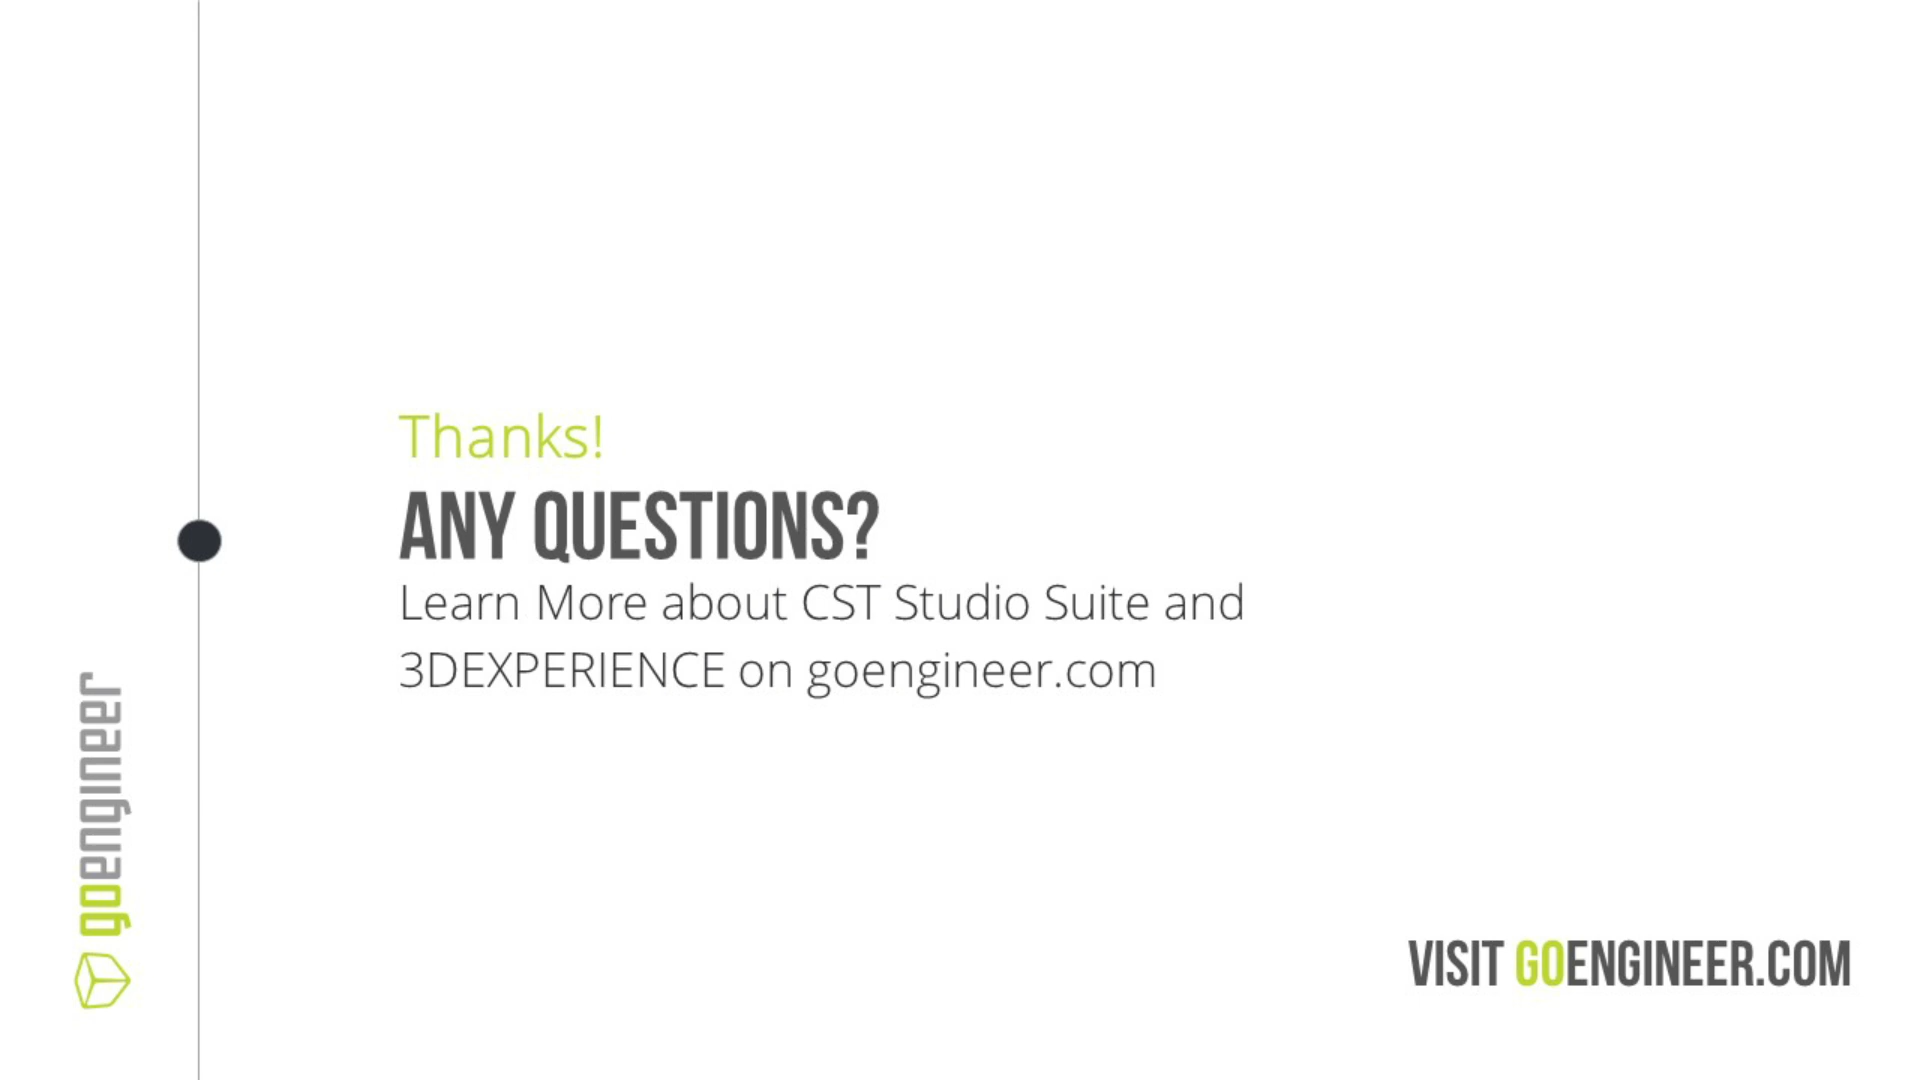 Thanks!
ANY QUESTIONS?
Learn More about CST Studio Suite and
3DEXPERIENCE on goengineer.com
goengineer
VISIT GOENGINEER.COM